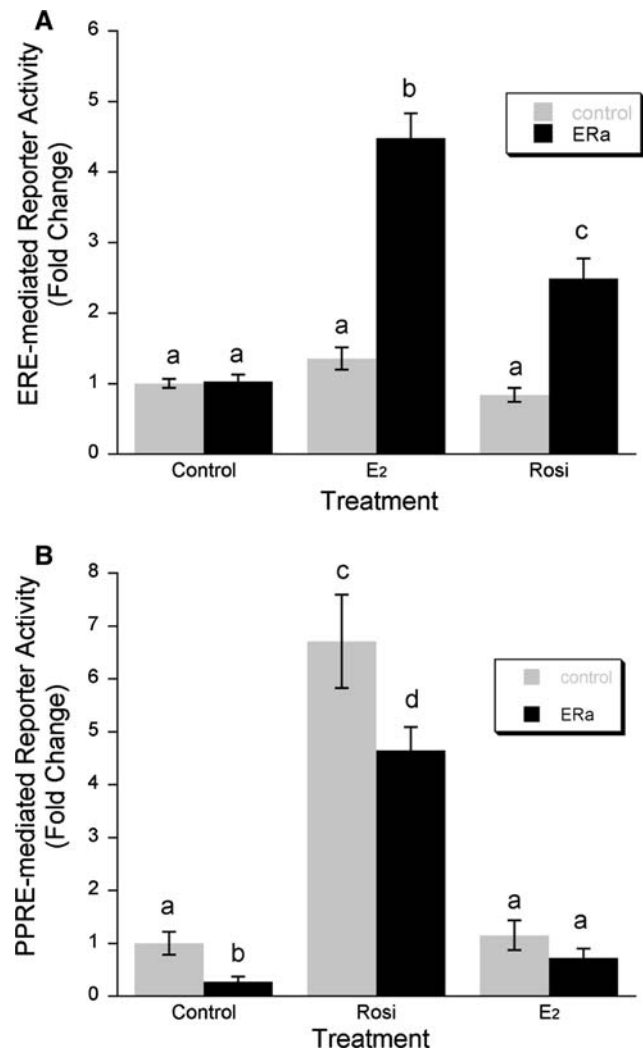 A
ERE-mediated Reporter Activity
(Fold Change)
6
5
4
3
2
1
0
a
a
a
b
a
c
control
ERa
Control
E2
Rosi
Treatment
B
PPRE-mediated Reporter Activity
(Fold Change)
8
7
6
5
4
3
2
1
0
a
b
c
d
a
a
control
ERa
Control
Rosi
E2
Treatment